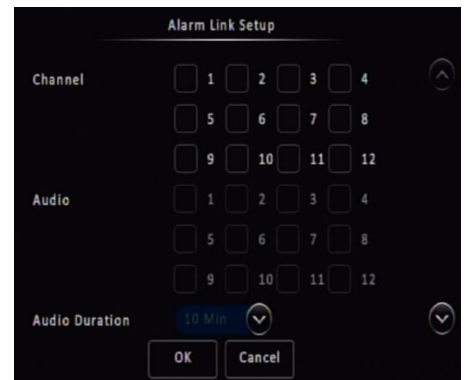 Alarm Link Setup
Channel 1 2 3 4
5 6 7 8
9 10 11 12
Audio 1 2 3 4
5 6 7 8
9 10 11 12
Audio Duration 10 Min
OK Cancel